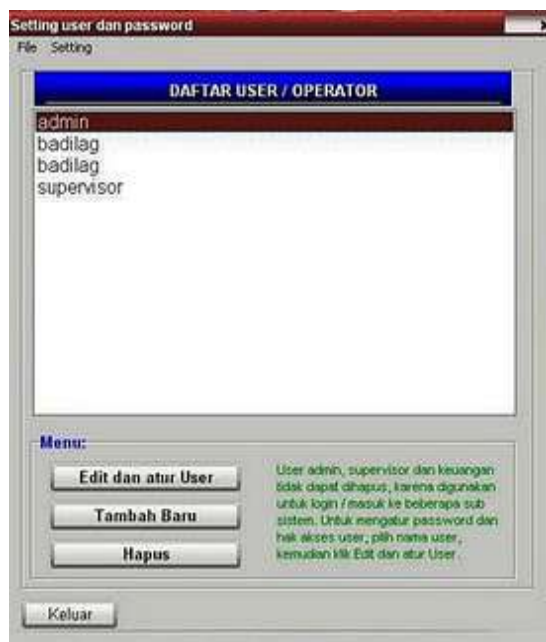 Setting user dan password
File Setting
DAFTAR USER / OPERATOR
admin
badilag
badilag
supervisor
Menu:
Edit dan atur User
Tambah Baru
Hapus
User admin, supervisor dan keuangan
tidak dapat dihapus, karena digunakan
untuk login / masuk ke beberapa sub
sistem. Untuk mengatur password dan
hak akses user, pilih nama user,
kemudian klik Edit dan atur User
Keluar